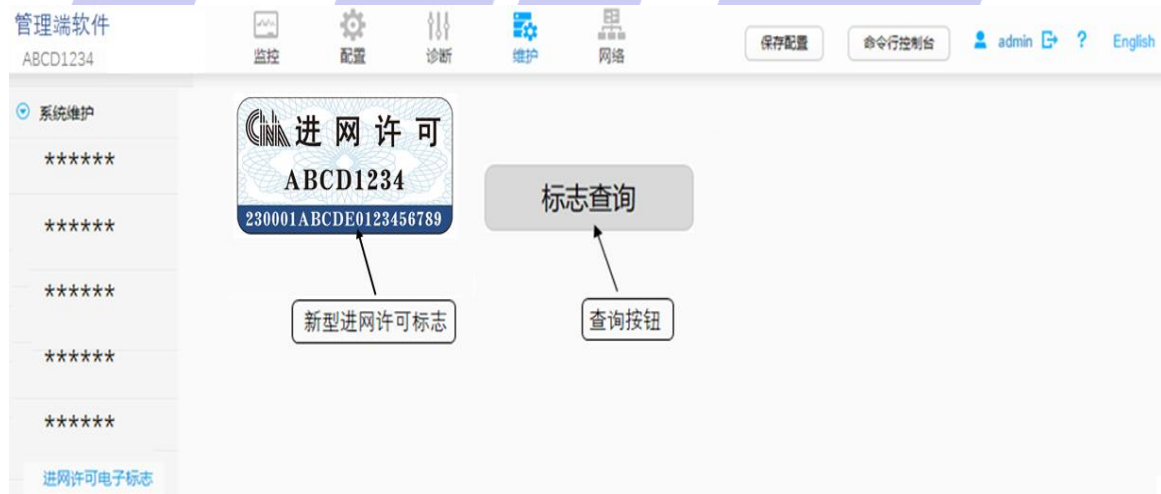 管理端软件
ABCD1234
监控
配置
诊断
维护
网络
保存配置
命令行控制台
admin
?
English
系统维护
******
******
******
******
******
进网许可电子标志
CNA 进网许可
ABCD1234
230001ABCDE0123456789
标志查询
新型进网许可标志
查询按钮